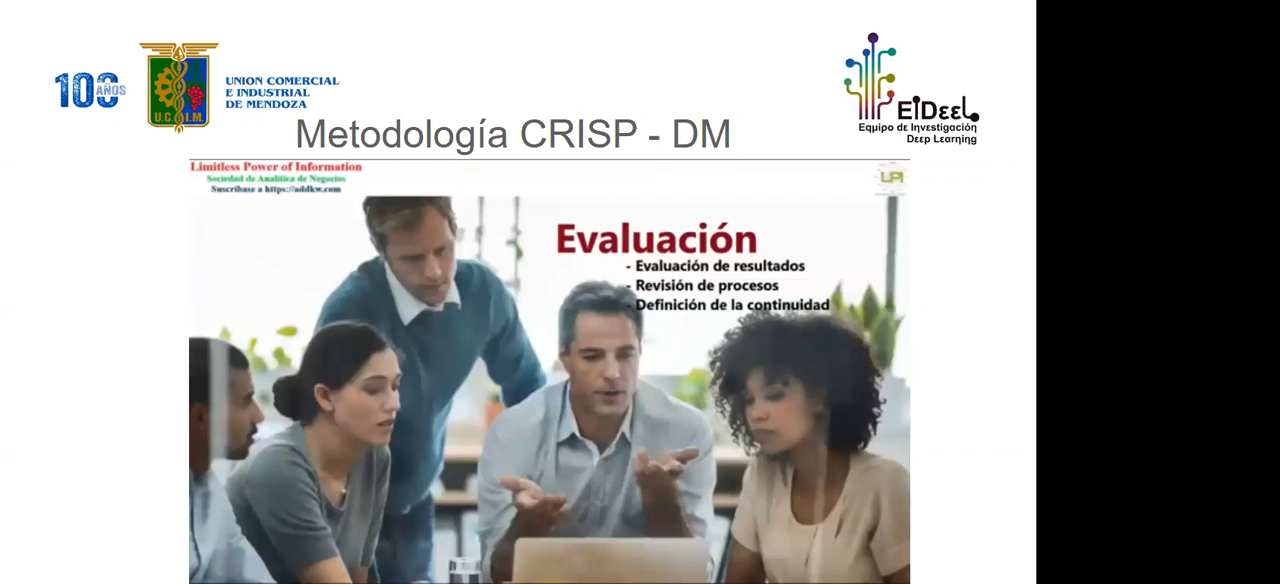 100 AÑOS
U.C. I.M.
UNION COMERCIAL
E INDUSTRIAL
DE MENDOZA
EIDeeL
Equipo de Investigación
Deep Learning
Metodología CRISP - DM
Limitless Power of Information
Sociedad de Analítica de Negocios
Suscríbase a https://addkw.com
LPI
Evaluación
- Evaluación de resultados
- Revisión de procesos
- Definición de la continuidad